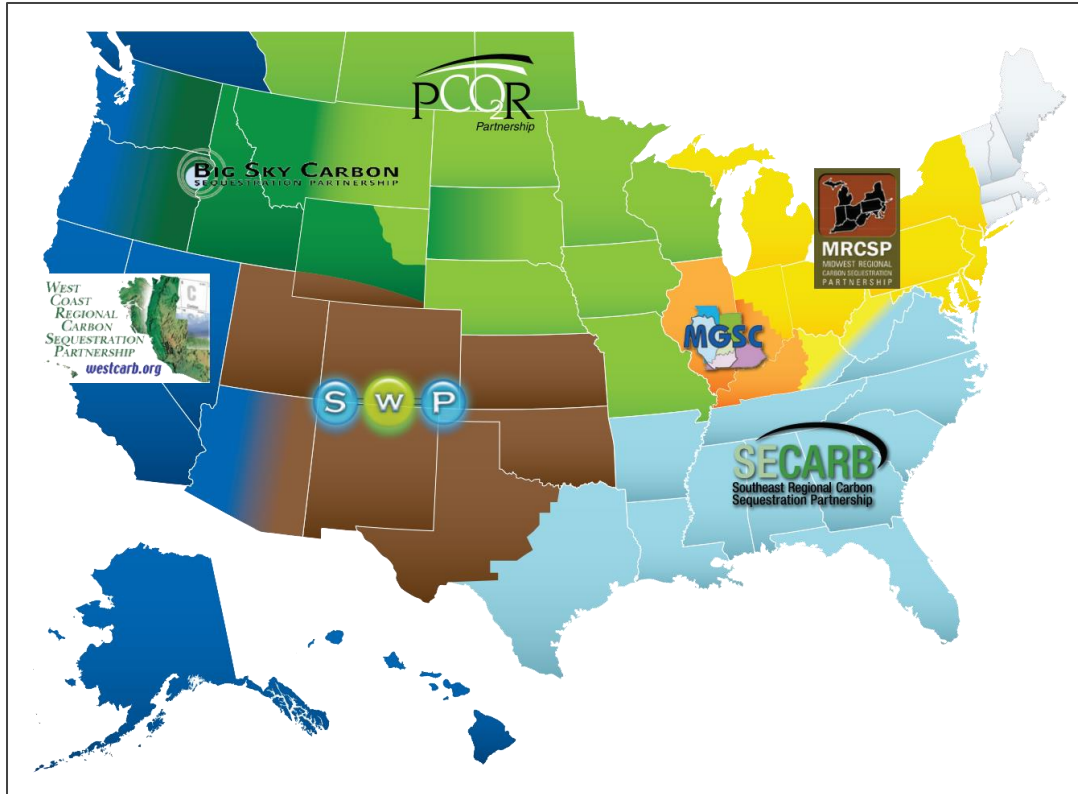 PCO2R
Partnership
BIG SKY CARBON
SEQUESTRATION PARTNERSHIP
MRCSP
MIDWEST REGIONAL
CARBON SEQUESTRATION
PARTNERSHIP
WEST
COAST
REGIONAL
CARBON
SEQUESTRATION
PARTNERSHIP
westcarb.org
C
MGSC
S W P
SECARB
Southeast Regional Carbon
Sequestration Partnership